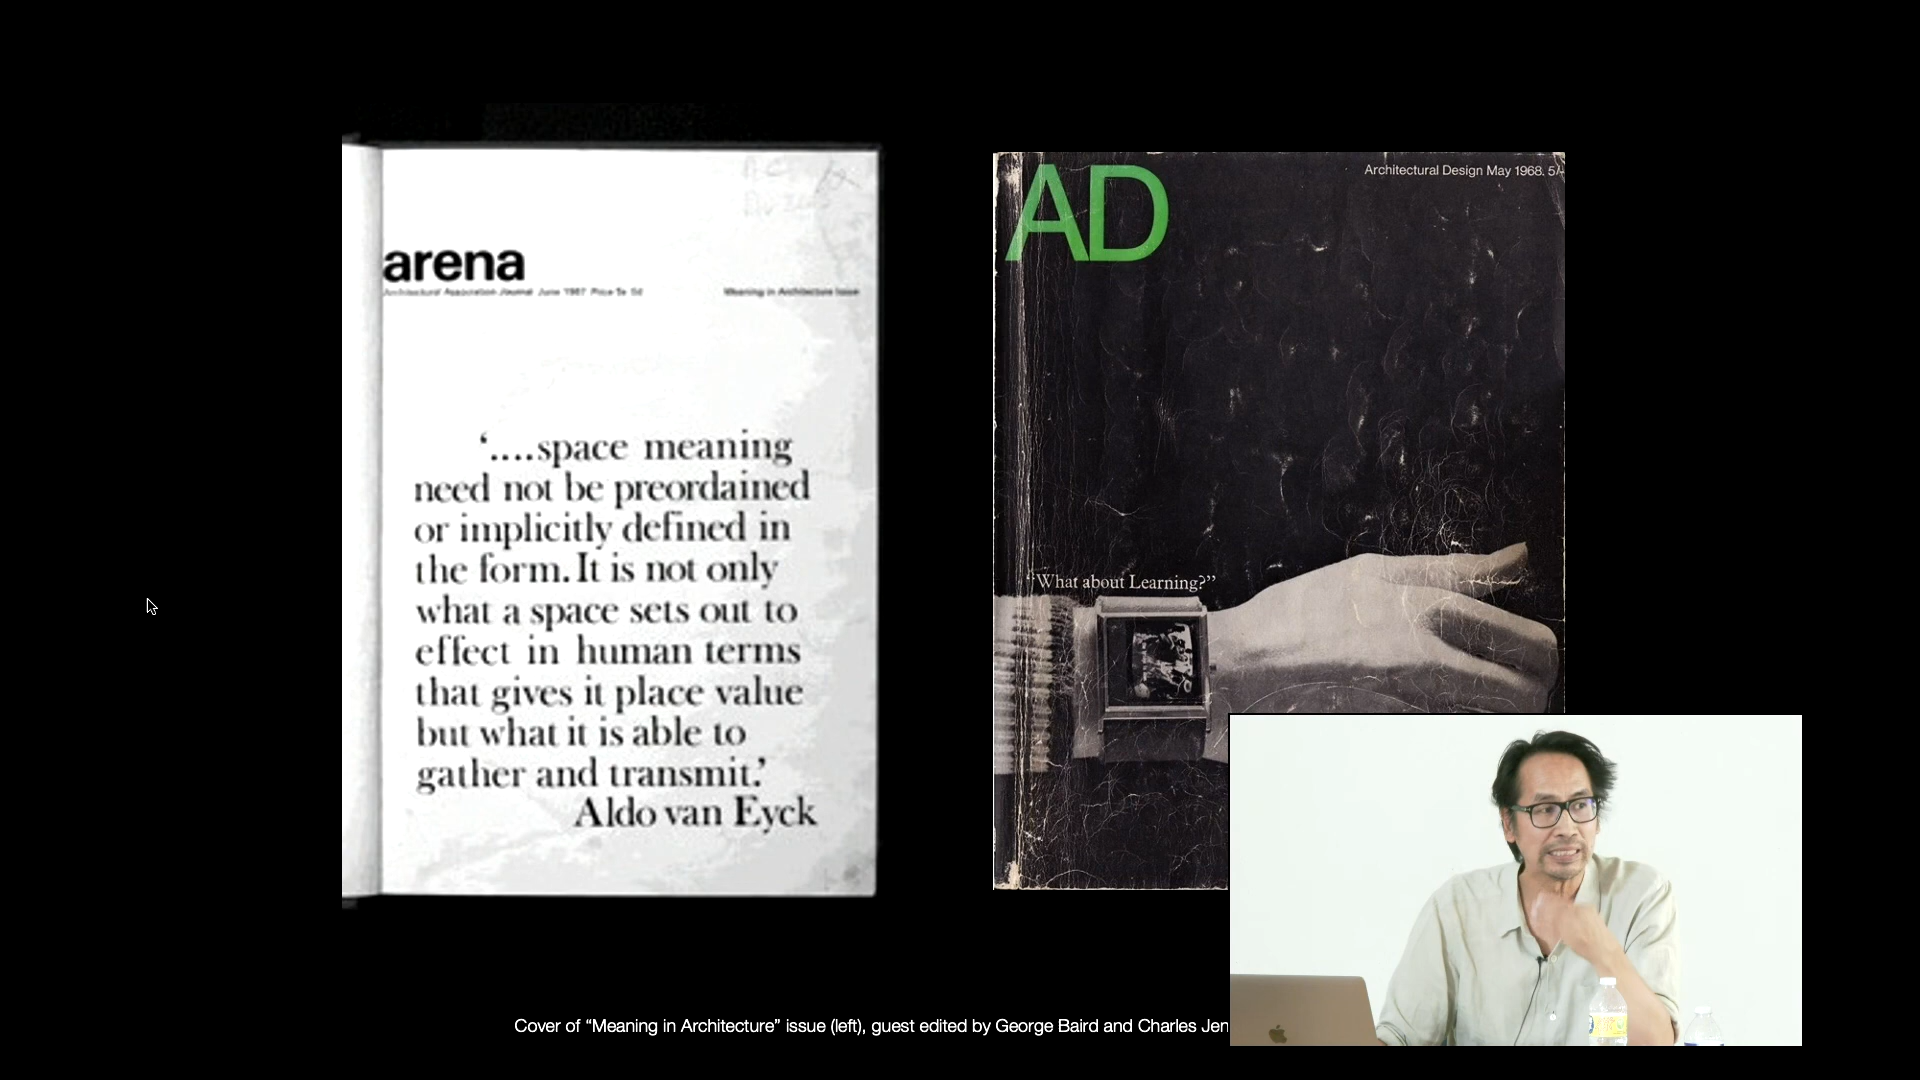 arena
Architectural Association Journal June 1967 Price 5s 0d
Meaning in Architecture Issue
‘....space meaning
need not be preordained
or implicitly defined in
the form. It is not only
what a space sets out to
effect in human terms
that gives it place value
but what it is able to
gather and transmit.’
Aldo van Eyck
AD
Architectural Design May 1968. 5/-
“What about Learning?”
Cover of “Meaning in Architecture” issue (left), guest edited by George Baird and Charles Jen